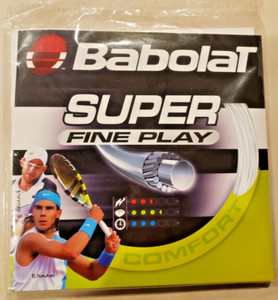 BabolaT
SUPER
FINE PLAY
COMFORT